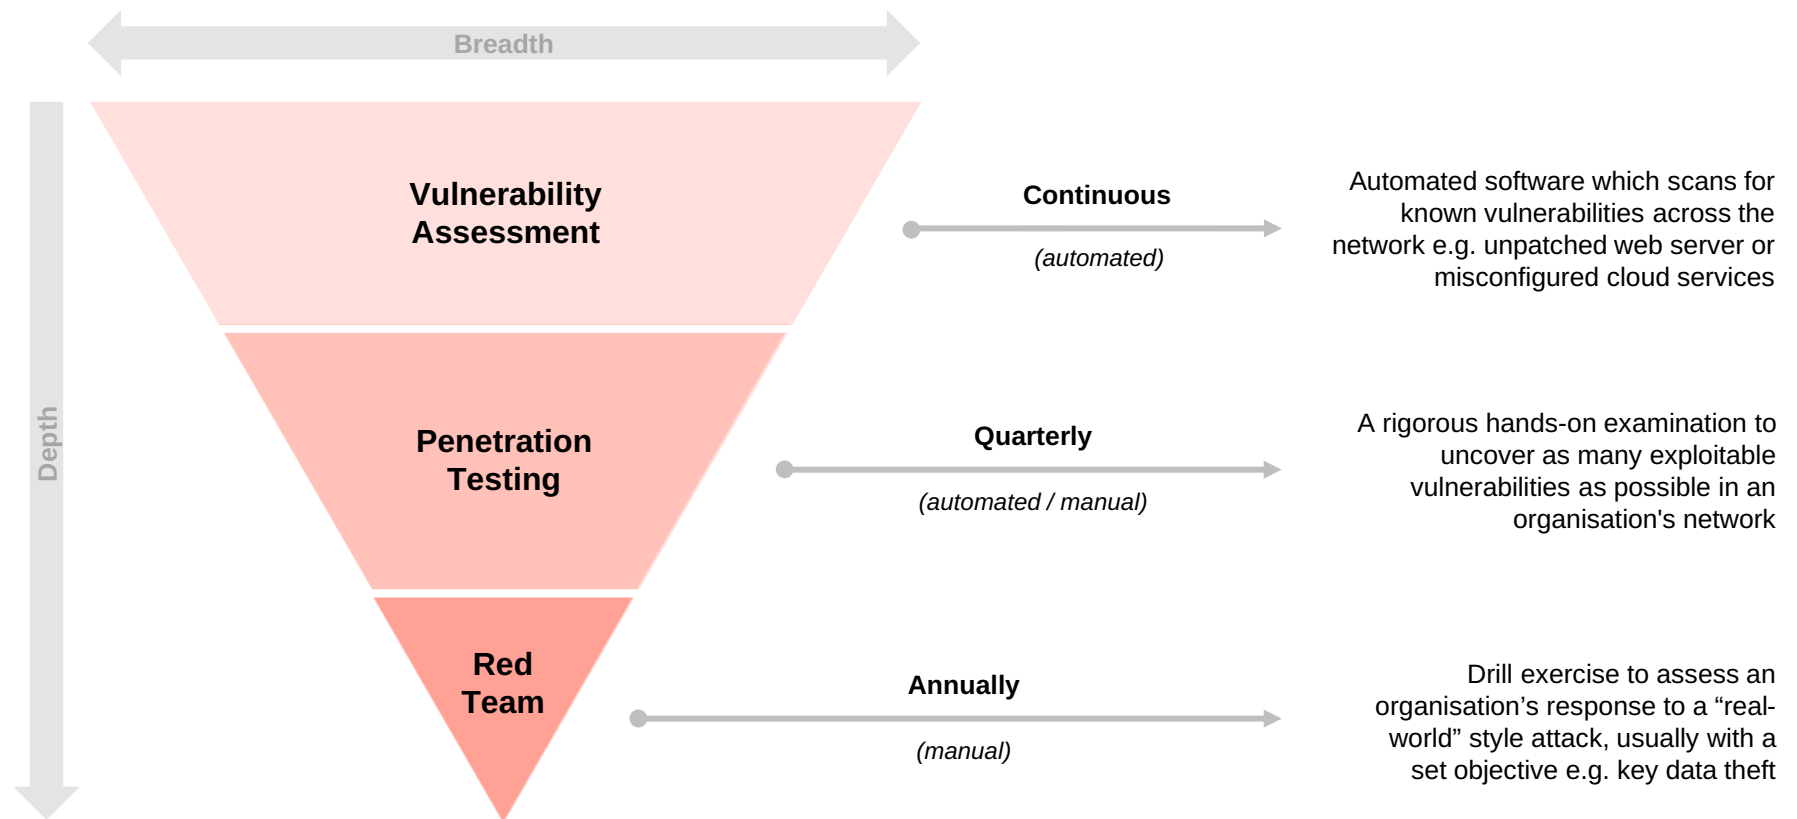 Breadth
Depth
Vulnerability
Assessment
Continuous
(automated)
Automated software which scans for
known vulnerabilities across the
network e.g. unpatched web server or
misconfigured cloud services
Penetration
Testing
Quarterly
(automated / manual)
A rigorous hands-on examination to
uncover as many exploitable
vulnerabilities as possible in an
organisation's network
Red
Team
Annually
(manual)
Drill exercise to assess an
organisation’s response to a “real-
world” style attack, usually with a
set objective e.g. key data theft